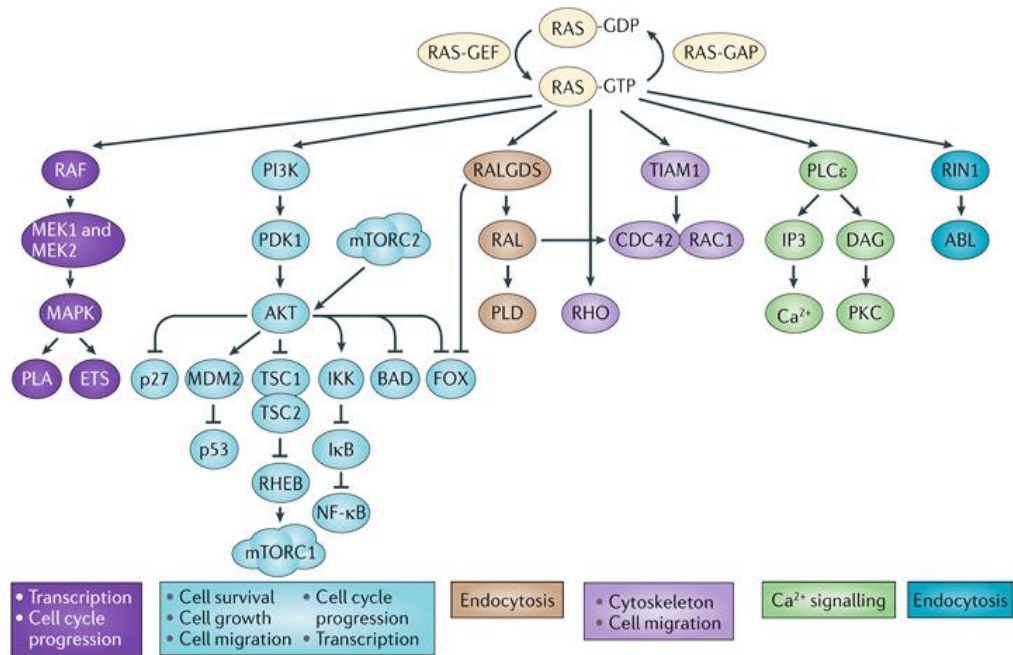 RAS -GDP
RAS-GEF
RAS-GAP
RAS -GTP
RAF
PI3K
RALGDS
TIAM1
PLCε
RIN1
MEK1 and
MEK2
PDK1
mTORC2
RAL
CDC42
RAC1
IP3
DAG
ABL
MAPK
AKT
PLD
RHO
Ca²⁺
PKC
PLA
ETS
p27
MDM2
TSC1
IKK
BAD
FOX
TSC2
p53
IκB
RHEB
NF-κB
mTORC1
• Transcription
• Cell cycle
progression
• Cell survival
• Cell growth
• Cell migration
• Cell cycle
progression
• Transcription
Endocytosis
• Cytoskeleton
• Cell migration
Ca²⁺ signalling
Endocytosis